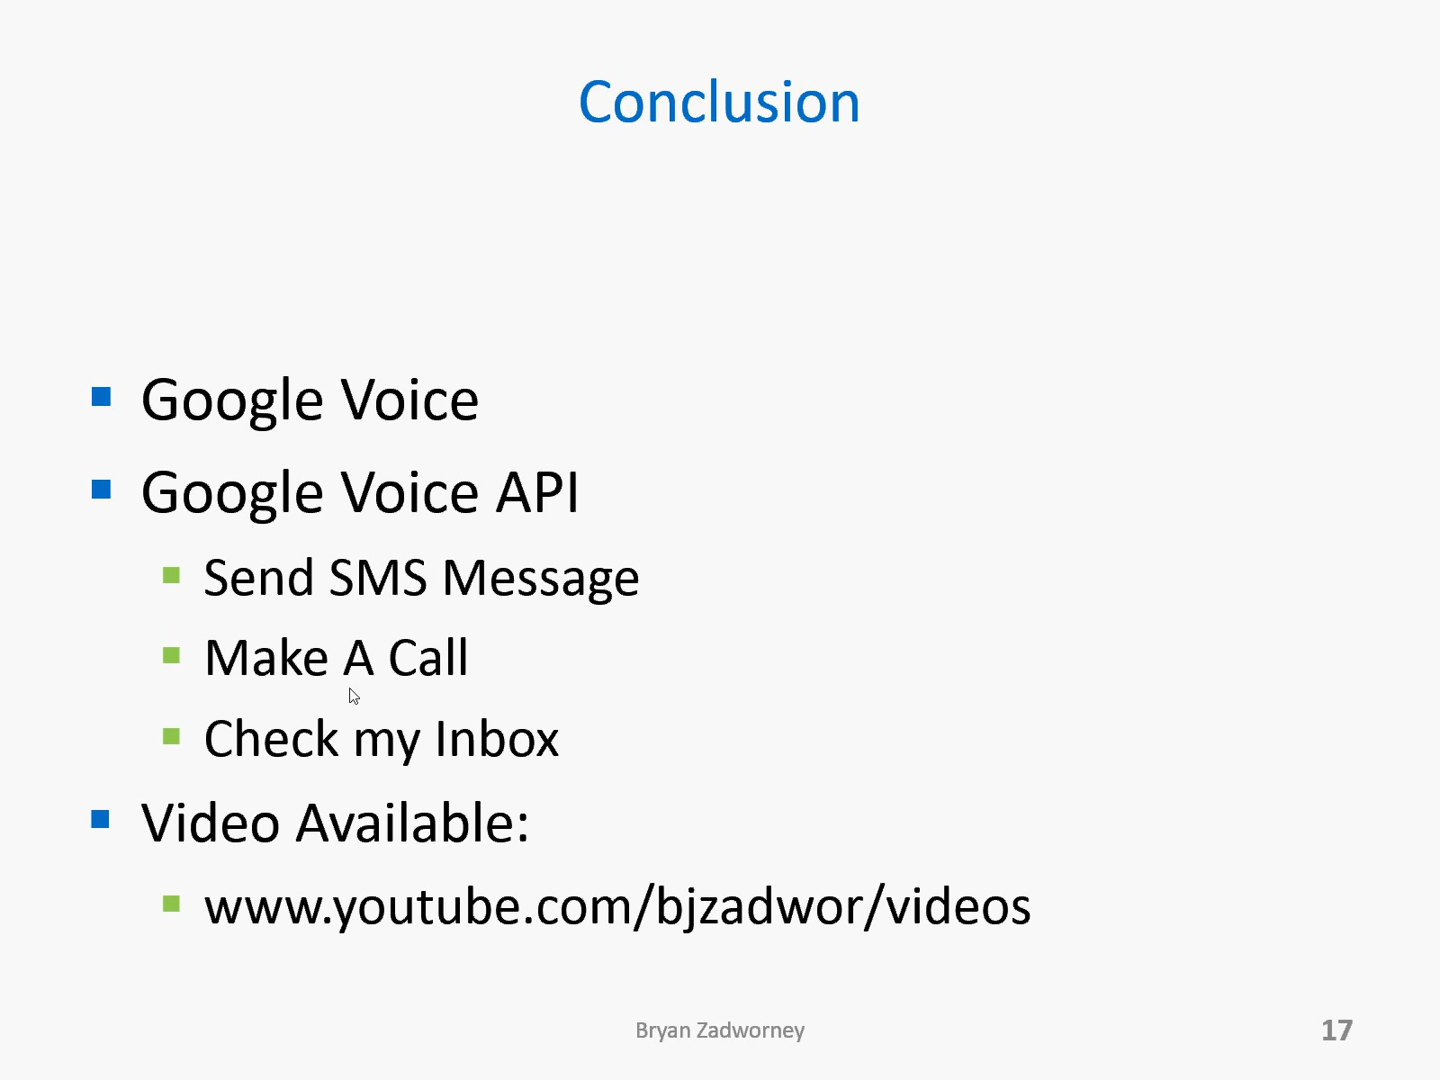 Conclusion
Google Voice
Google Voice API
Send SMS Message
Make A Call
Check my Inbox
Video Available:
www.youtube.com/bjzadwor/videos
Bryan Zadworney
17